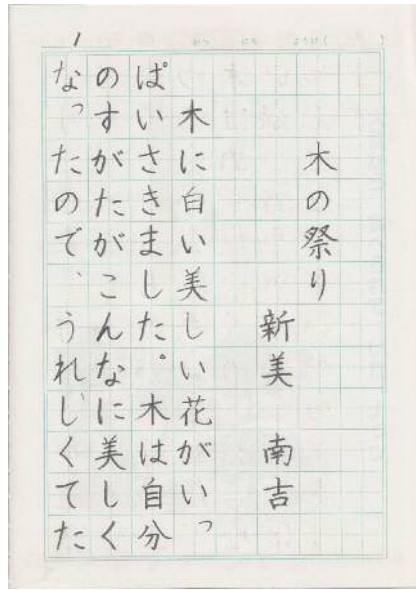 1
木の祭り
新美 南吉
木に白い美しい花がいっ
ぱいさきました。木は自分
のすがたがこんなに美しく
なったので、うれしくてた